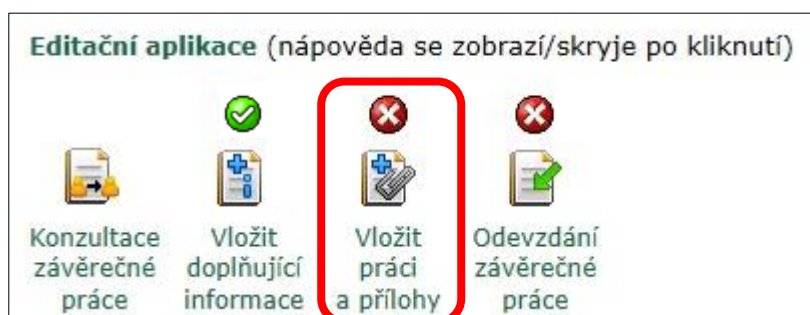 Editační aplikace (nápověda se zobrazí/skryje po kliknutí)
Konzultace
závěrečné
práce
Vložit
doplňující
informace
Vložit
práci
a přílohy
Odevzdání
závěrečné
práce